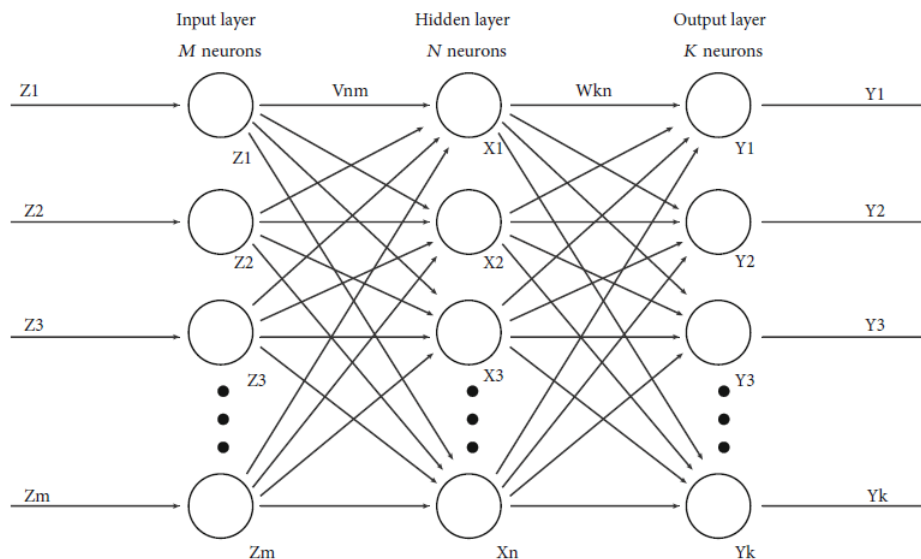 Input layer
M neurons
Hidden layer
N neurons
Output layer
K neurons
Z1
Vnm
Wkn
Y1
Z1
X1
Y1
Z2
Y2
Z2
X2
Y2
Z3
Y3
Z3
X3
Y3
Zm
Yk
Zm
Xn
Yk